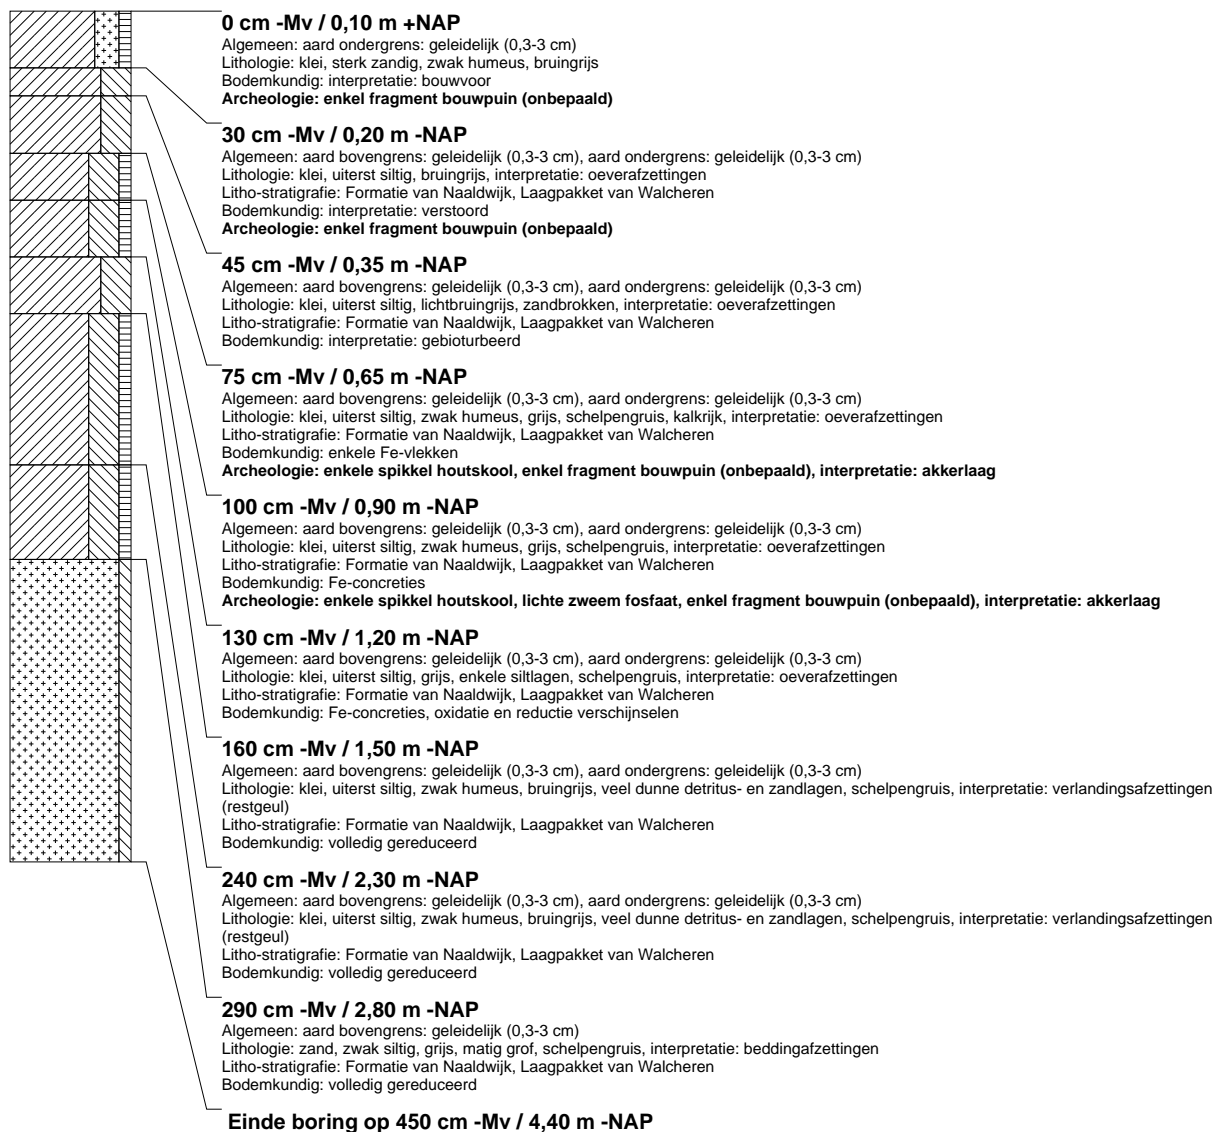 0 cm -Mv / 0,10 m +NAP
Algemeen: aard ondergrens: geleidelijk (0,3-3 cm)
Lithologie: klei, sterk zandig, zwak humeus, bruingrijs
Bodemkundig: interpretatie: bouwvoor
Archeologie: enkel fragment bouwpuin (onbepaald)
30 cm -Mv / 0,20 m -NAP
Algemeen: aard bovengrens: geleidelijk (0,3-3 cm), aard ondergrens: geleidelijk (0,3-3 cm)
Lithologie: klei, uiterst siltig, bruingrijs, interpretatie: oeverafzettingen
Litho-stratigrafie: Formatie van Naaldwijk, Laagpakket van Walcheren
Bodemkundig: interpretatie: verstoord
Archeologie: enkel fragment bouwpuin (onbepaald)
45 cm -Mv / 0,35 m -NAP
Algemeen: aard bovengrens: geleidelijk (0,3-3 cm), aard ondergrens: geleidelijk (0,3-3 cm)
Lithologie: klei, uiterst siltig, lichtbruingrijs, zandbrokken, interpretatie: oeverafzettingen
Litho-stratigrafie: Formatie van Naaldwijk, Laagpakket van Walcheren
Bodemkundig: interpretatie: gebioturbeerd
75 cm -Mv / 0,65 m -NAP
Algemeen: aard bovengrens: geleidelijk (0,3-3 cm), aard ondergrens: geleidelijk (0,3-3 cm)
Lithologie: klei, uiterst siltig, zwak humeus, grijs, schelpengruis, kalkrijk, interpretatie: oeverafzettingen
Litho-stratigrafie: Formatie van Naaldwijk, Laagpakket van Walcheren
Bodemkundig: enkele Fe-vlekken
Archeologie: enkele spikkel houtskool, enkel fragment bouwpuin (onbepaald), interpretatie: akkerlaag
100 cm -Mv / 0,90 m -NAP
Algemeen: aard bovengrens: geleidelijk (0,3-3 cm), aard ondergrens: geleidelijk (0,3-3 cm)
Lithologie: klei, uiterst siltig, zwak humeus, grijs, schelpengruis, interpretatie: oeverafzettingen
Litho-stratigrafie: Formatie van Naaldwijk, Laagpakket van Walcheren
Bodemkundig: Fe-concreties
Archeologie: enkele spikkel houtskool, lichte zweem fosfaat, enkel fragment bouwpuin (onbepaald), interpretatie: akkerlaag
130 cm -Mv / 1,20 m -NAP
Algemeen: aard bovengrens: geleidelijk (0,3-3 cm), aard ondergrens: geleidelijk (0,3-3 cm)
Lithologie: klei, uiterst siltig, grijs, enkele siltlagen, schelpengruis, interpretatie: oeverafzettingen
Litho-stratigrafie: Formatie van Naaldwijk, Laagpakket van Walcheren
Bodemkundig: Fe-concreties, oxidatie en reductie verschijnselen
160 cm -Mv / 1,50 m -NAP
Algemeen: aard bovengrens: geleidelijk (0,3-3 cm), aard ondergrens: geleidelijk (0,3-3 cm)
Lithologie: klei, uiterst siltig, zwak humeus, bruingrijs, veel dunne detritus- en zandlagen, schelpengruis, interpretatie: verlandingsafzettingen
(restgeul)
Litho-stratigrafie: Formatie van Naaldwijk, Laagpakket van Walcheren
Bodemkundig: volledig gereduceerd
240 cm -Mv / 2,30 m -NAP
Algemeen: aard bovengrens: geleidelijk (0,3-3 cm), aard ondergrens: geleidelijk (0,3-3 cm)
Lithologie: klei, uiterst siltig, zwak humeus, bruingrijs, veel dunne detritus- en zandlagen, schelpengruis, interpretatie: verlandingsafzettingen
(restgeul)
Litho-stratigrafie: Formatie van Naaldwijk, Laagpakket van Walcheren
Bodemkundig: volledig gereduceerd
290 cm -Mv / 2,80 m -NAP
Algemeen: aard bovengrens: geleidelijk (0,3-3 cm)
Lithologie: zand, zwak siltig, grijs, matig grof, schelpengruis, interpretatie: beddingafzettingen
Litho-stratigrafie: Formatie van Naaldwijk, Laagpakket van Walcheren
Bodemkundig: volledig gereduceerd
Einde boring op 450 cm -Mv / 4,40 m -NAP